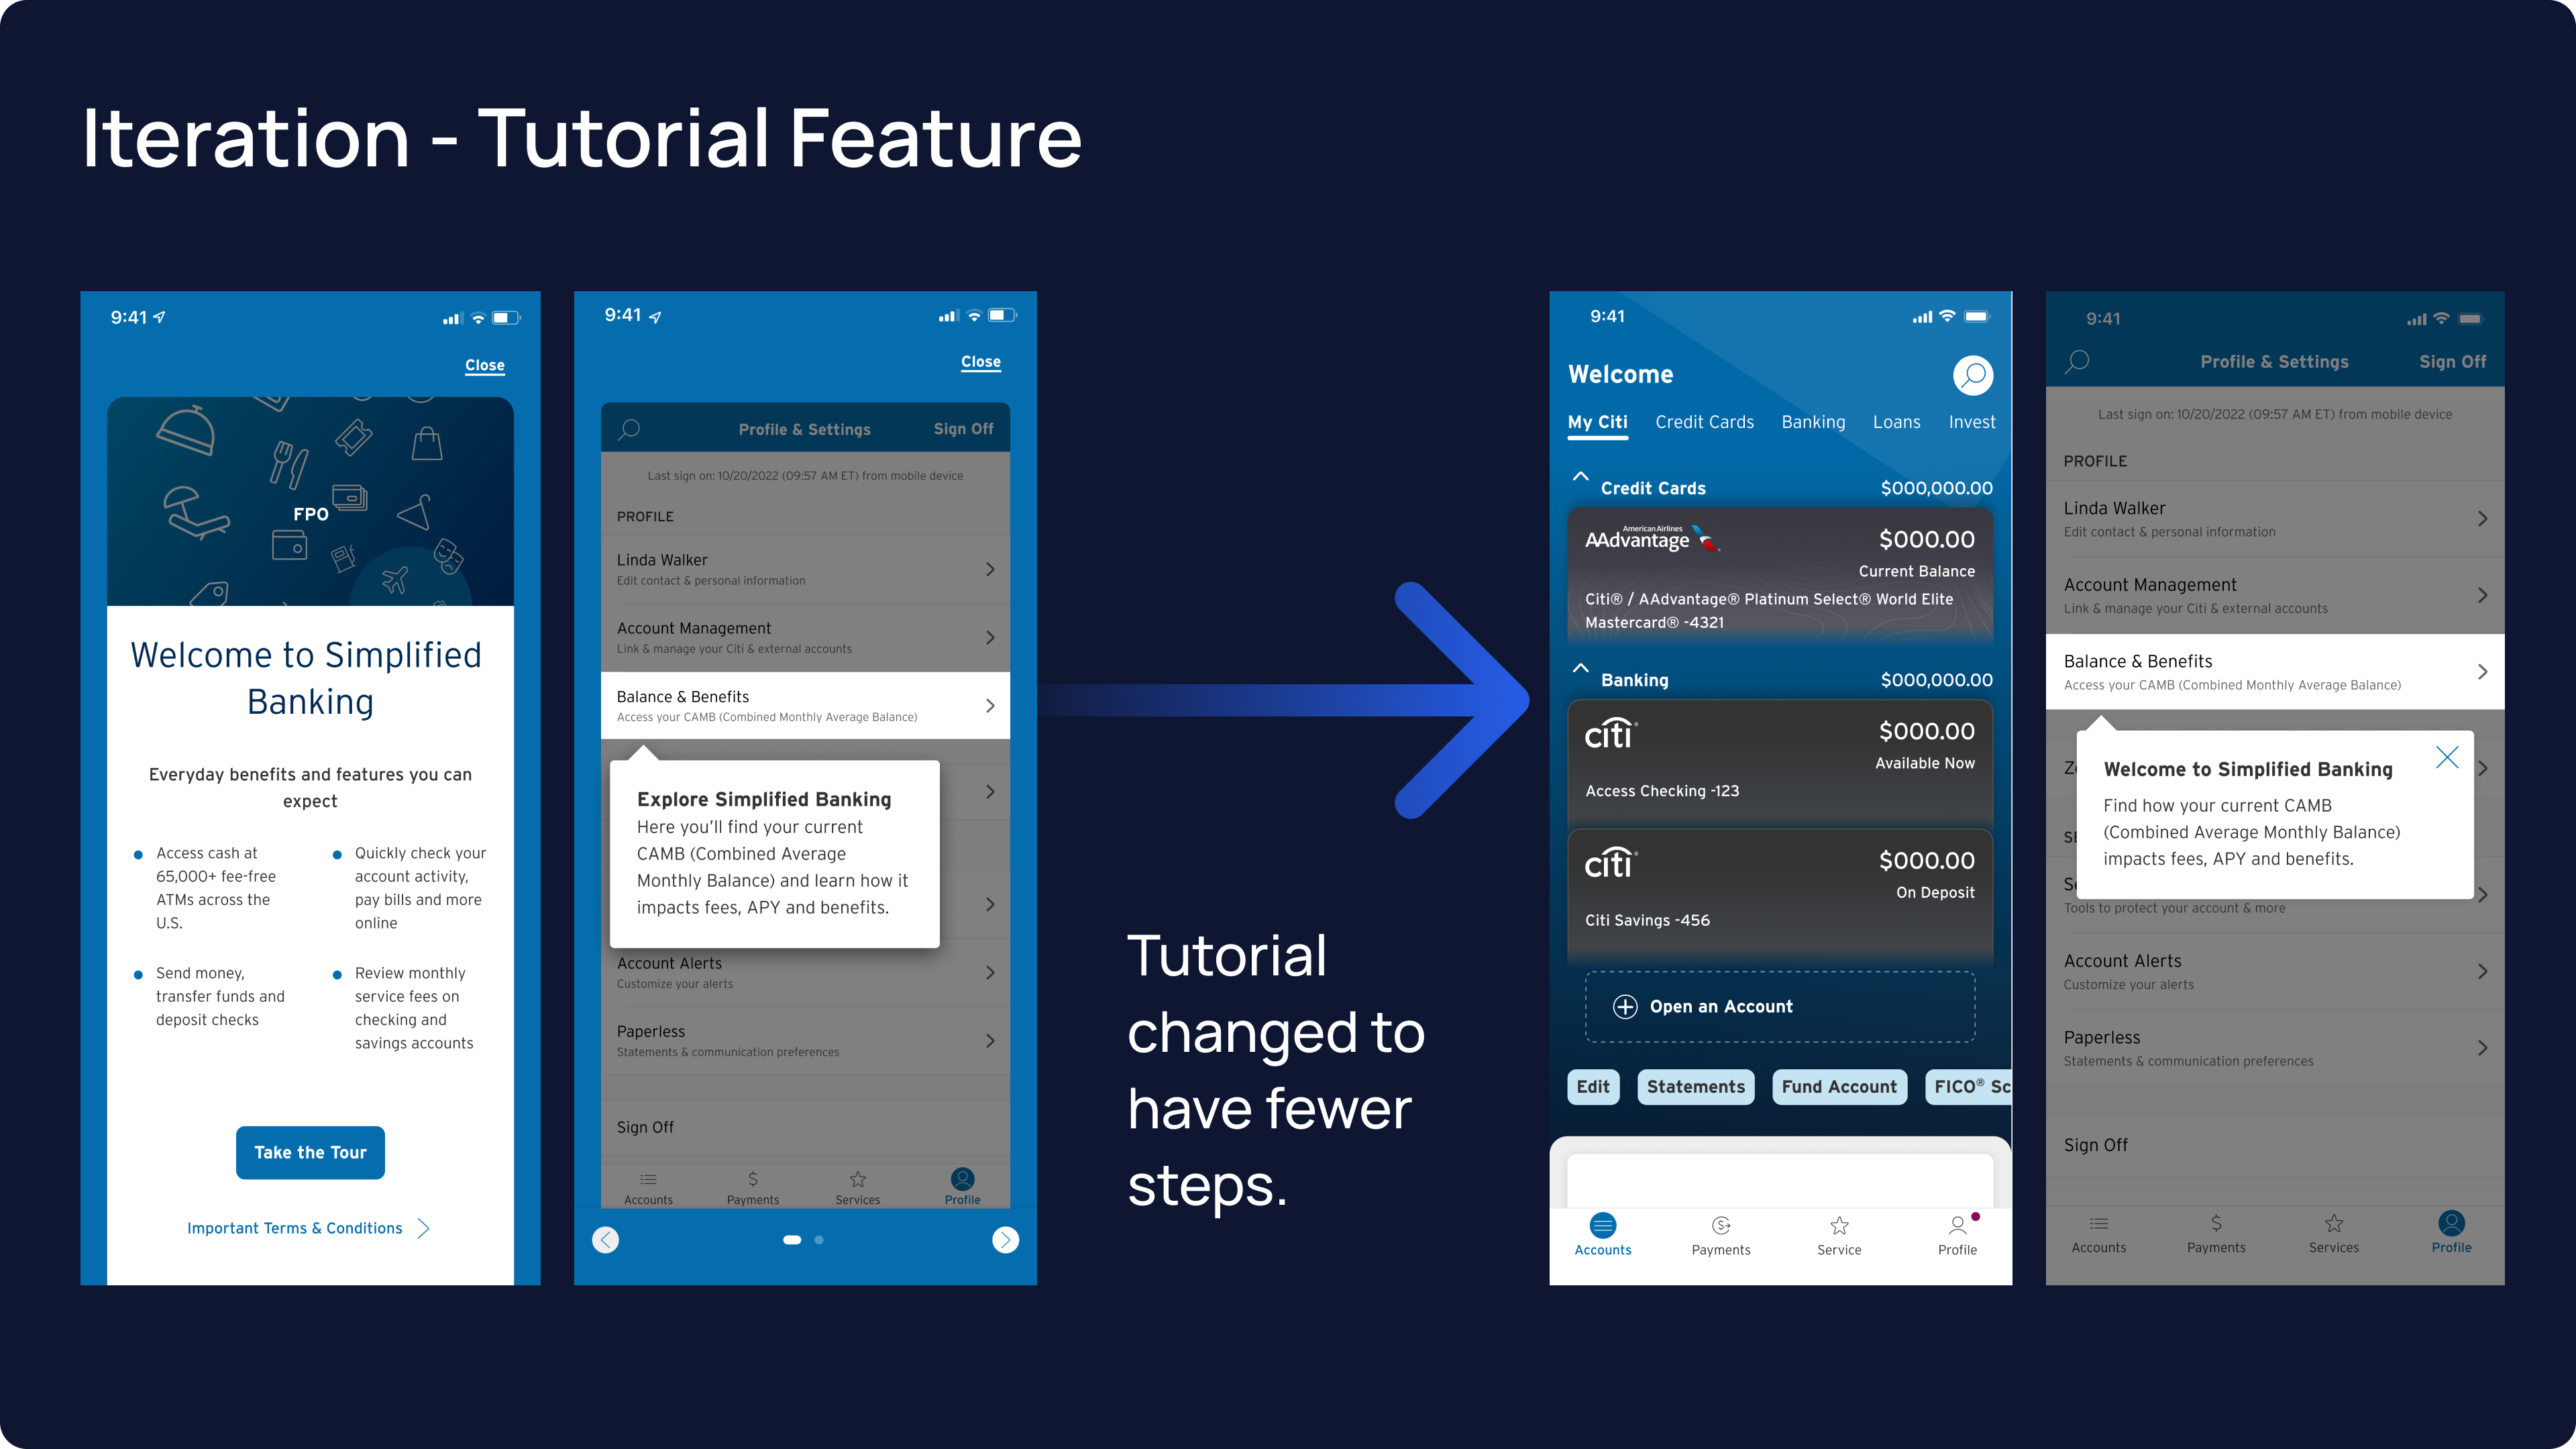 Iteration - Tutorial Feature
9:41
Close
FPO
Welcome to Simplified
Banking
Everyday benefits and features you can
expect
Access cash at
65,000+ fee-free
ATMs across the
U.S.
Quickly check your
account activity,
pay bills and more
online
Send money,
transfer funds and
deposit checks
Review monthly
service fees on
checking and
savings accounts
Take the Tour
Important Terms & Conditions
9:41
Close
Profile & Settings
Sign Off
Last sign on: 10/20/2022 (09:57 AM ET) from mobile device
PROFILE
Linda Walker
Edit contact & personal information
Account Management
Link & manage your Citi & external accounts
Balance & Benefits
Access your CAMB (Combined Monthly Average Balance)
Explore Simplified Banking
Here you'll find your current
CAMB (Combined Average
Monthly Balance) and learn how it
impacts fees, APY and benefits.
Account Alerts
Customize your alerts
Paperless
Statements & communication preferences
Sign Off
Accounts
Payments
Services
Profile
Tutorial
changed to
have fewer
steps.
9:41
Welcome
My Citi Credit Cards Banking Loans Invest
Credit Cards $000,000.00
American Airlines
AAdvantage
$000.00
Current Balance
Citi® / AAdvantage® Platinum Select® World Elite
Mastercard® -4321
Banking $000,000.00
citi®
$000.00
Available Now
Access Checking -123
citi®
$000.00
On Deposit
Citi Savings -456
Open an Account
Edit
Statements
Fund Account
FICO® Sc
Accounts
Payments
Service
Profile
9:41
Profile & Settings
Sign Off
Last sign on: 10/20/2022 (09:57 AM ET) from mobile device
PROFILE
Linda Walker
Edit contact & personal information
Account Management
Link & manage your Citi & external accounts
Balance & Benefits
Access your CAMB (Combined Monthly Average Balance)
Welcome to Simplified Banking
Find how your current CAMB
(Combined Average Monthly Balance)
impacts fees, APY and benefits.
Tools to protect your account & more
Account Alerts
Customize your alerts
Paperless
Statements & communication preferences
Sign Off
Accounts
Payments
Services
Profile